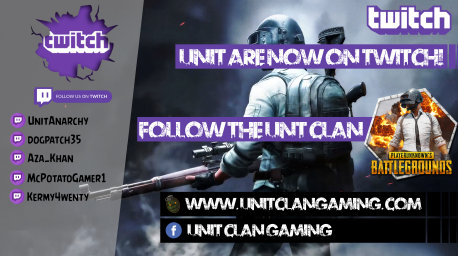 twitch
FOLLOW US ON TWITCH
UnitAnarchy
dogpatch35
Aza_Khan
McPotatoGamer1
Kermy4wenty
twitch
UNIT ARE NOW ON TWITCH!
FOLLOW THE UNIT CLAN
PLAYERUNKNOWN'S
BATTLEGROUNDS
WWW.UNITCLANGAMING.COM
UNIT CLAN GAMING